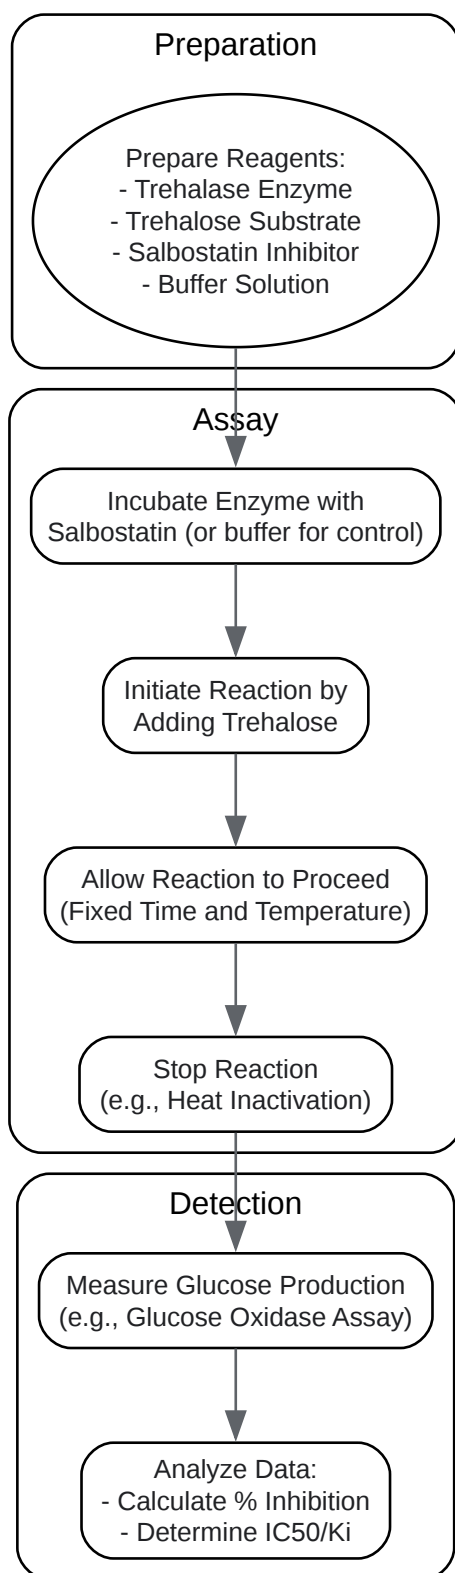 Preparation
Prepare Reagents:
- Trehalase Enzyme
- Trehalose Substrate
- Salbostatin Inhibitor
- Buffer Solution
Assay
Incubate Enzyme with
Salbostatin (or buffer for control)
Initiate Reaction by
Adding Trehalose
Allow Reaction to Proceed
(Fixed Time and Temperature)
Stop Reaction
(e.g., Heat Inactivation)
Detection
Measure Glucose Production
(e.g., Glucose Oxidase Assay)
Analyze Data:
- Calculate % Inhibition
- Determine IC50/Ki